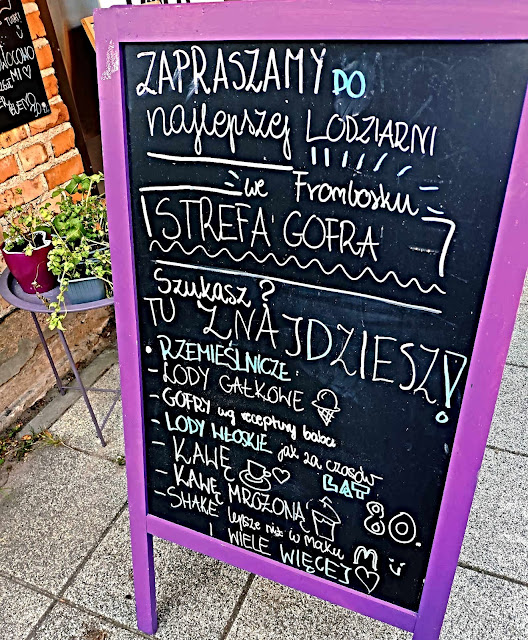 ZAPRASZAMY DO
najlepszej LODZIARNI
we Fromborku
STREFA GOFRA
Szukasz?
TU ZNAJDZIESZ!
• RZEMIEŚLNICZE:
- LODY GAŁKOWE
- GOFRY wg receptury babci
- LODY WŁOSKIE jak za czasów
LAT 80.
- KAWĘ
- KAWĘ MROŻONĄ
- SHAKE lepsze niż w maku M
I WIELE WIĘCEJ